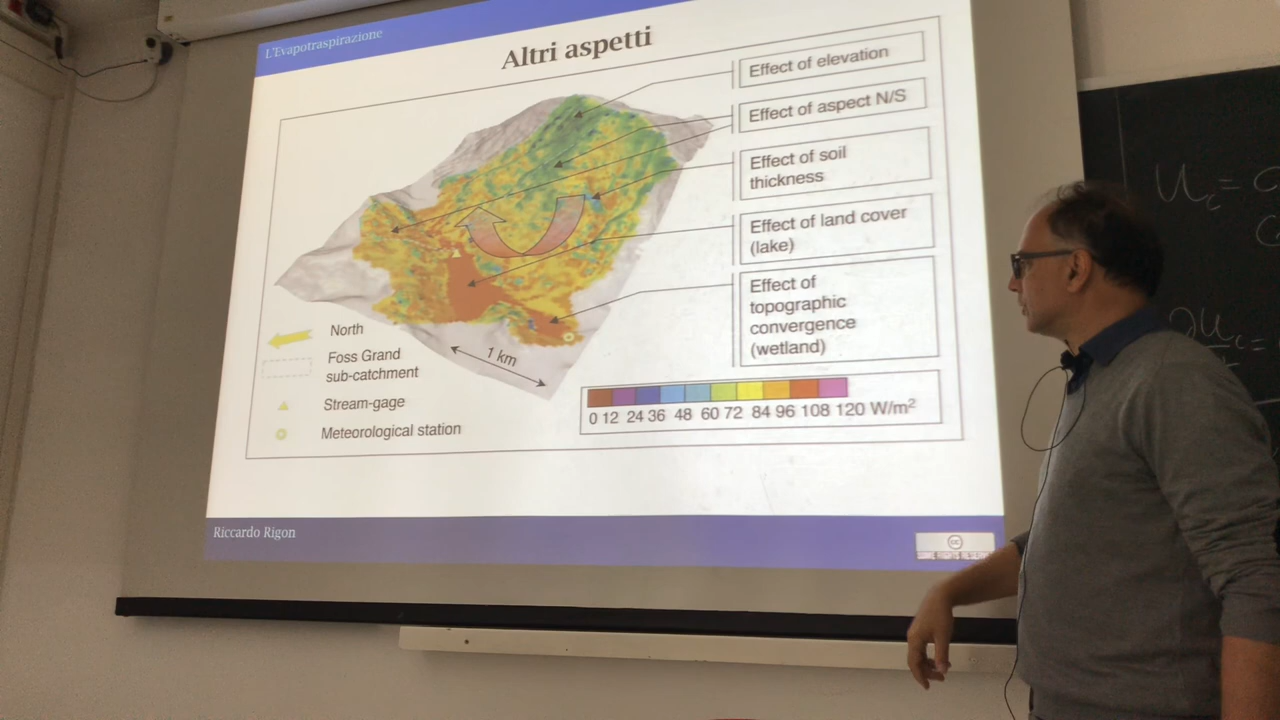 L'Evapotraspirazione
Altri aspetti
Effect of elevation
Effect of aspect N/S
Effect of soil
thickness
Effect of land cover
(lake)
Effect of
topographic
convergence
(wetland)
North
Foss Grand
sub-catchment
Stream-gage
Meteorological station
1 km
0 12 24 36 48 60 72 84 96 108 120 W/m²
Riccardo Rigon
cc